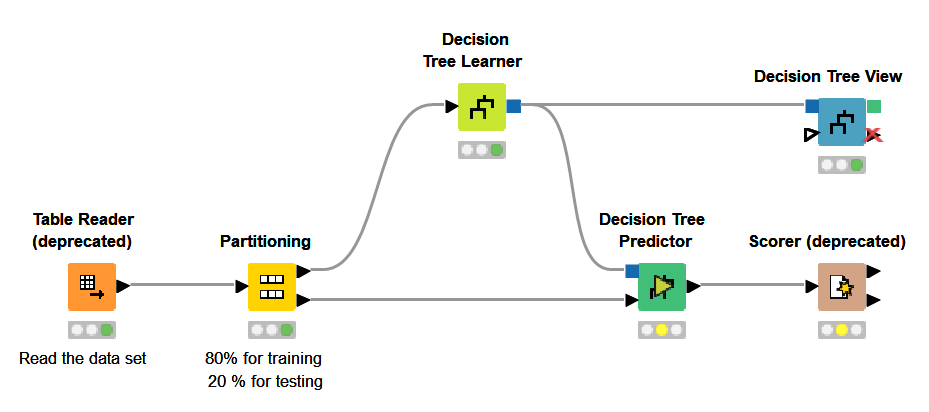 Decision
Tree Learner
Decision Tree View
Table Reader
(deprecated)
Partitioning
Decision Tree
Predictor
Scorer (deprecated)
Read the data set
80% for training
20 % for testing